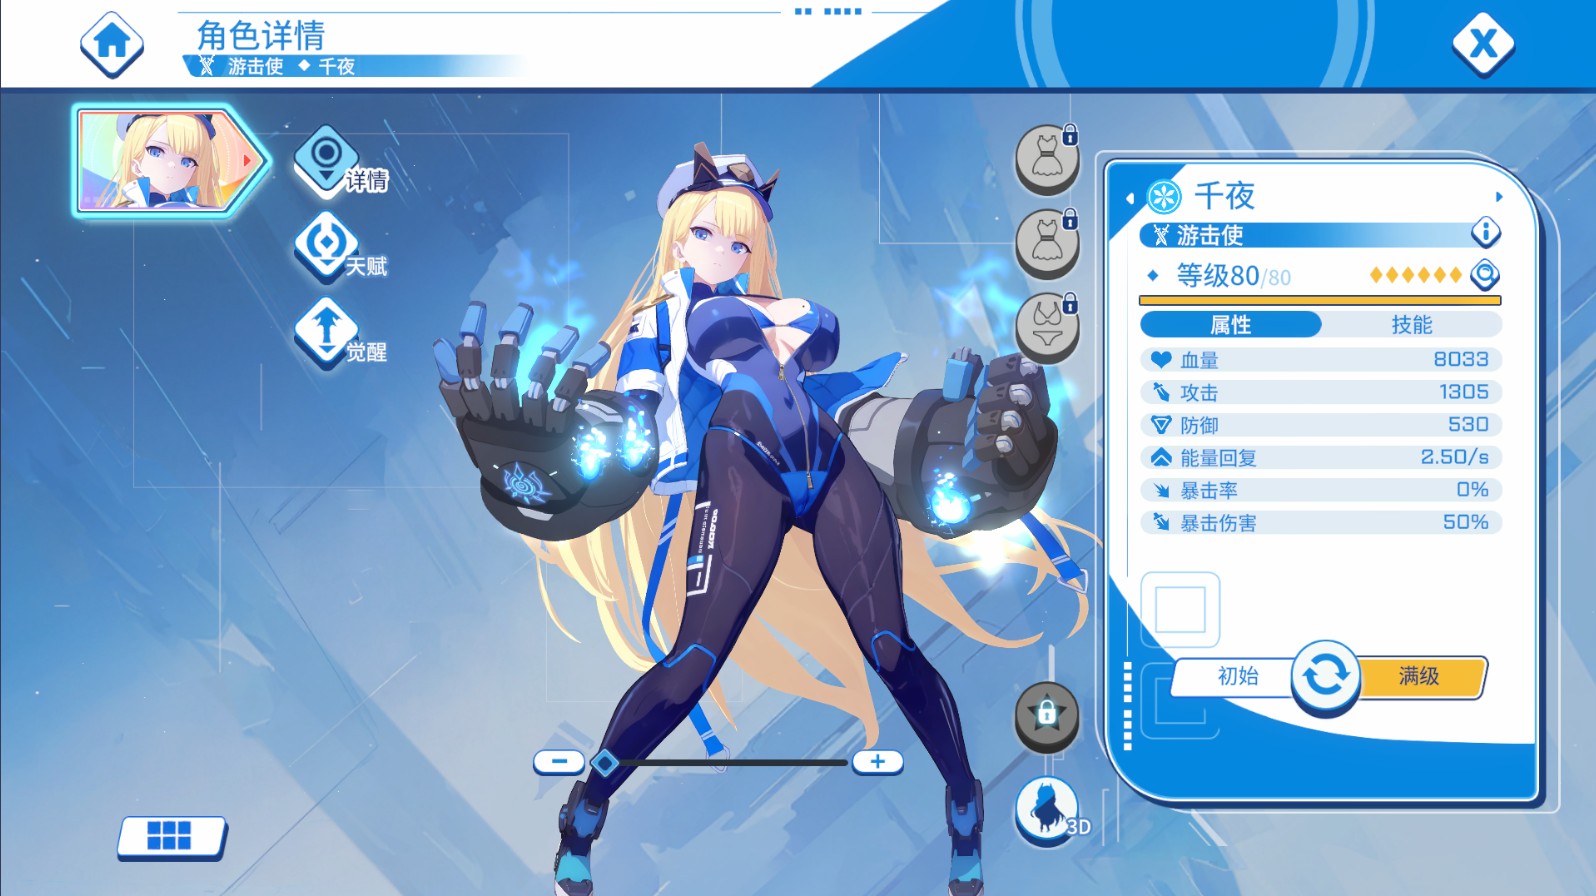 角色详情
游击使 ◆ 千夜
详情
天赋
觉醒
千夜
游击使
等级80/80
属性 技能
血量 8033
攻击 1305
防御 530
能量回复 2.50/s
暴击率 0%
暴击伤害 50%
初始 满级
3D